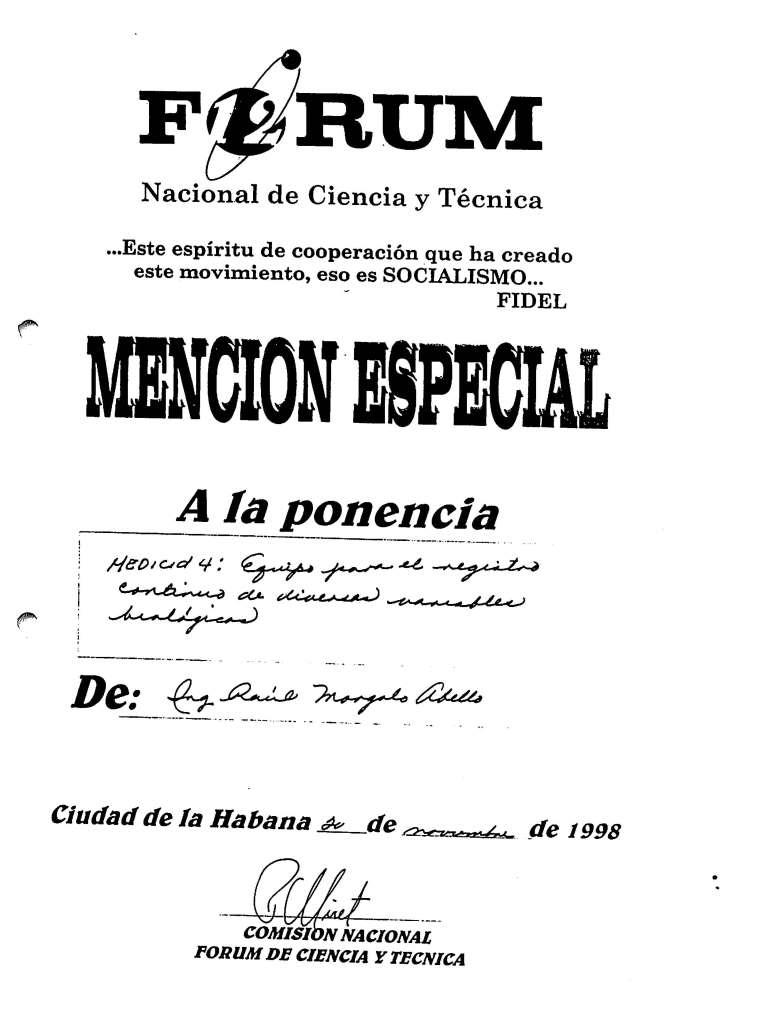 F12RUM
Nacional de Ciencia y Técnica
...Este espíritu de cooperación que ha creado
este movimiento, eso es SOCIALISMO...
FIDEL
MENCION ESPECIAL
A la ponencia
MEDICID 4: Equipo para el registro
continuo de diversas variables
biológicas
De: Ing Raúl Morgalo Abello
Ciudad de la Habana de noviembre de 1998
COMISION NACIONAL
FORUM DE CIENCIA Y TECNICA